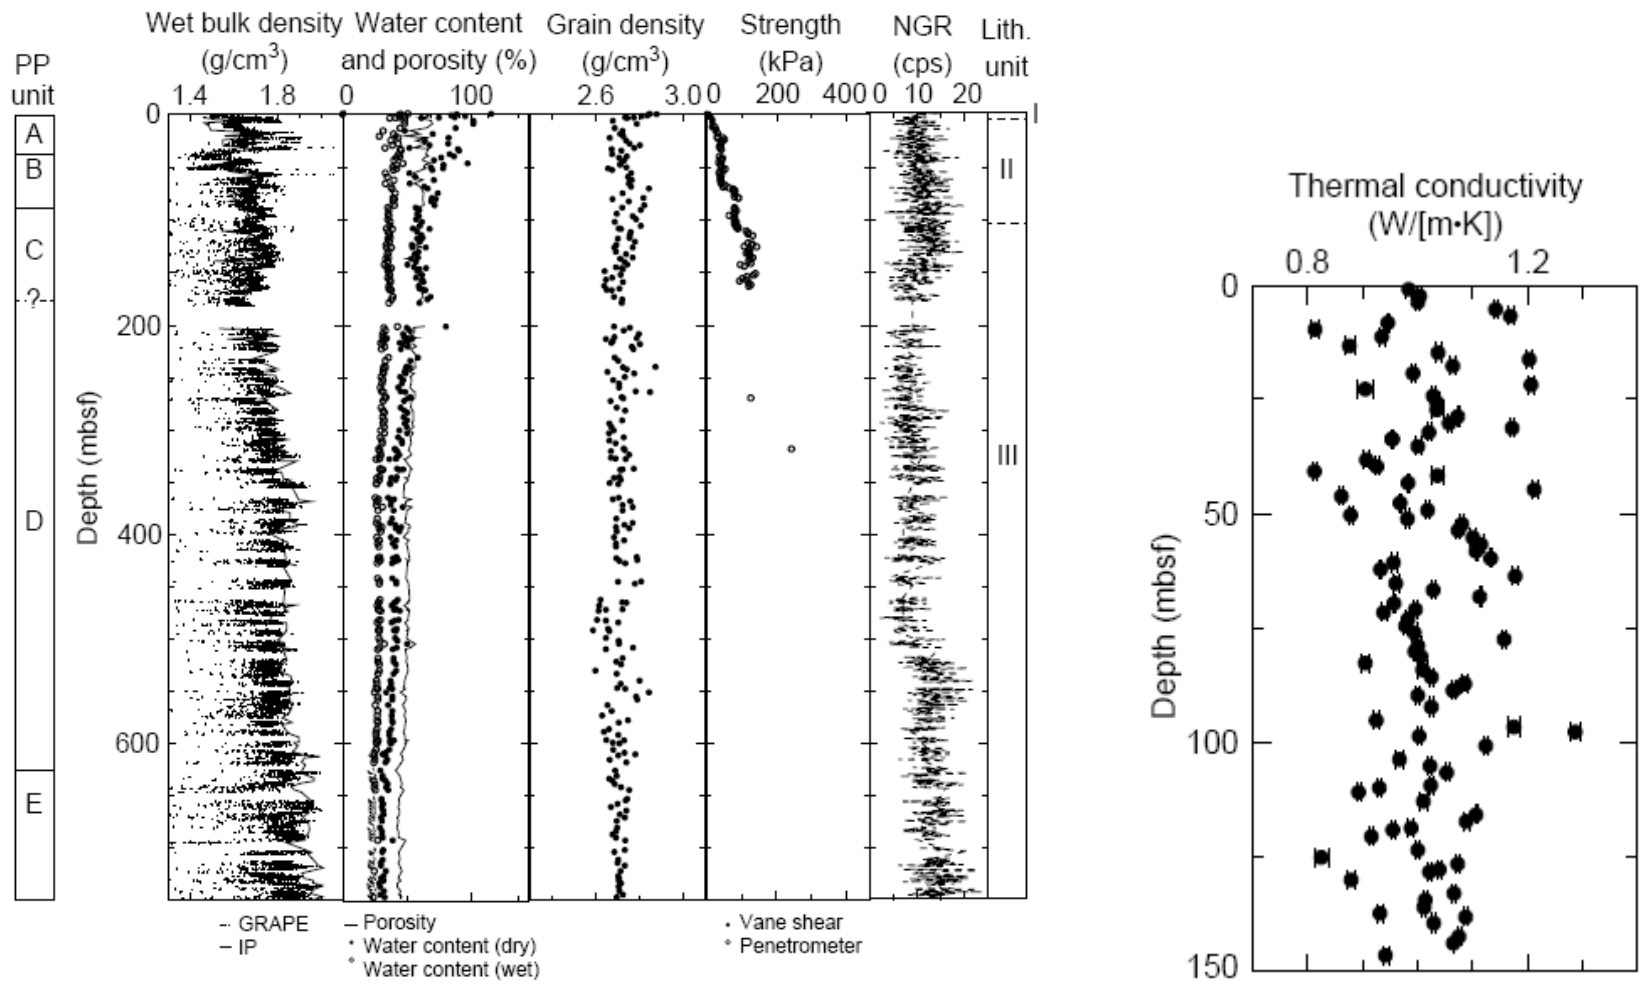 Wet bulk density
(g/cm3)
1.4 1.8
Water content
and porosity (%)
0 100
Grain density
(g/cm3)
2.6 3.0
Strength
(kPa)
0 200 400
NGR
(cps)
0 10 20
Lith.
unit
PP
unit
A
B
C
?
D
E
Depth (mbsf)
0
200
400
600
I
II
III
GRAPE
IP
Porosity
Water content (dry)
Water content (wet)
Vane shear
Penetrometer
Thermal conductivity
(W/[m•K])
0.8 1.2
Depth (mbsf)
0
50
100
150